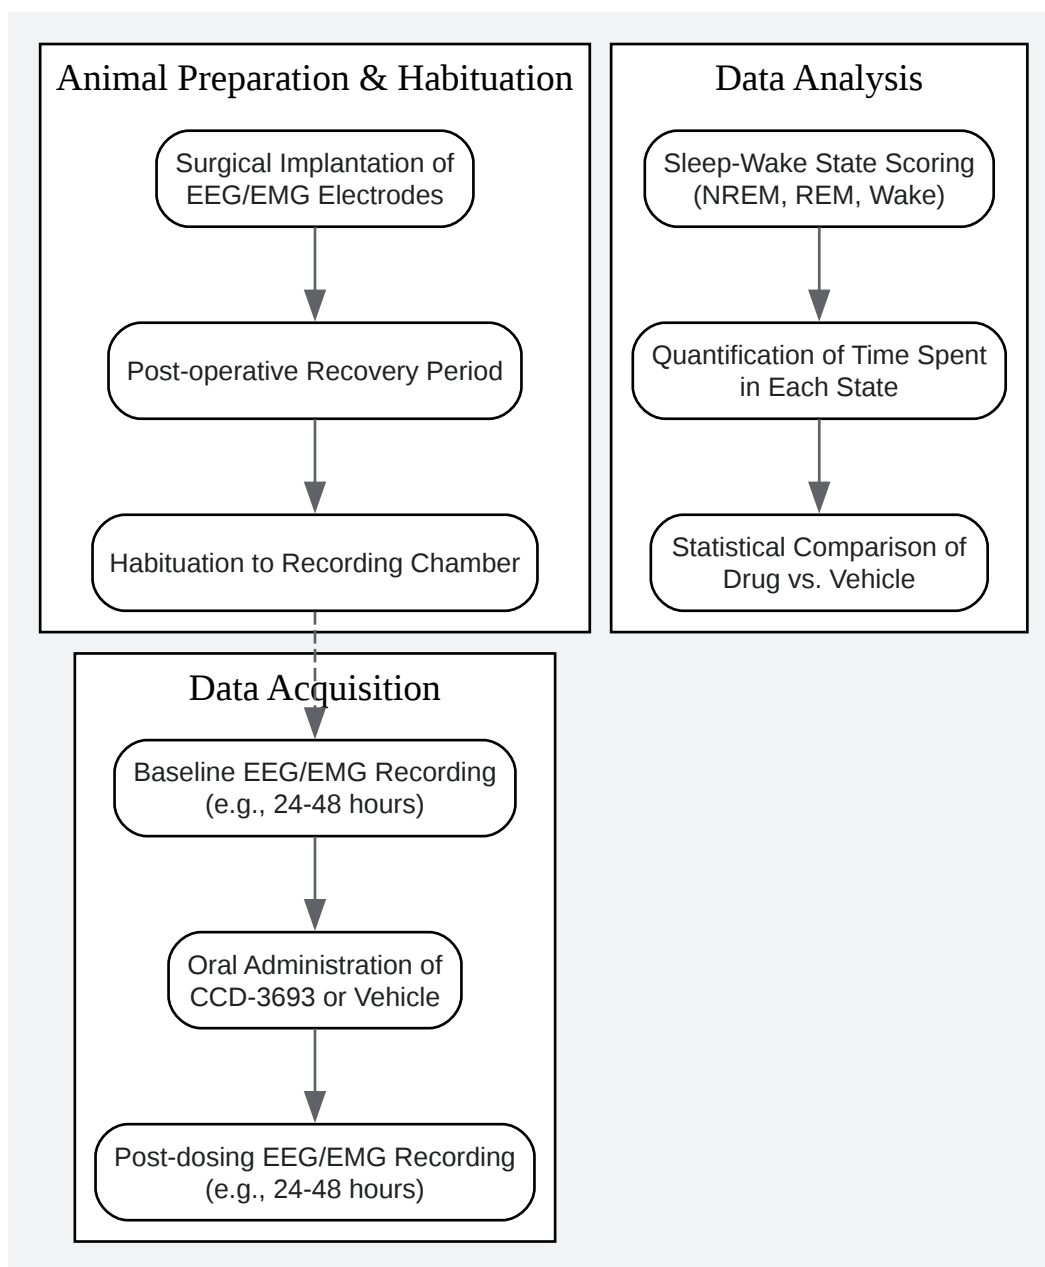 Animal Preparation & Habituation
Surgical Implantation of
EEG/EMG Electrodes
Post-operative Recovery Period
Habituation to Recording Chamber
Data Acquisition
Baseline EEG/EMG Recording
(e.g., 24-48 hours)
Oral Administration of
CCD-3693 or Vehicle
Post-dosing EEG/EMG Recording
(e.g., 24-48 hours)
Data Analysis
Sleep-Wake State Scoring
(NREM, REM, Wake)
Quantification of Time Spent
in Each State
Statistical Comparison of
Drug vs. Vehicle